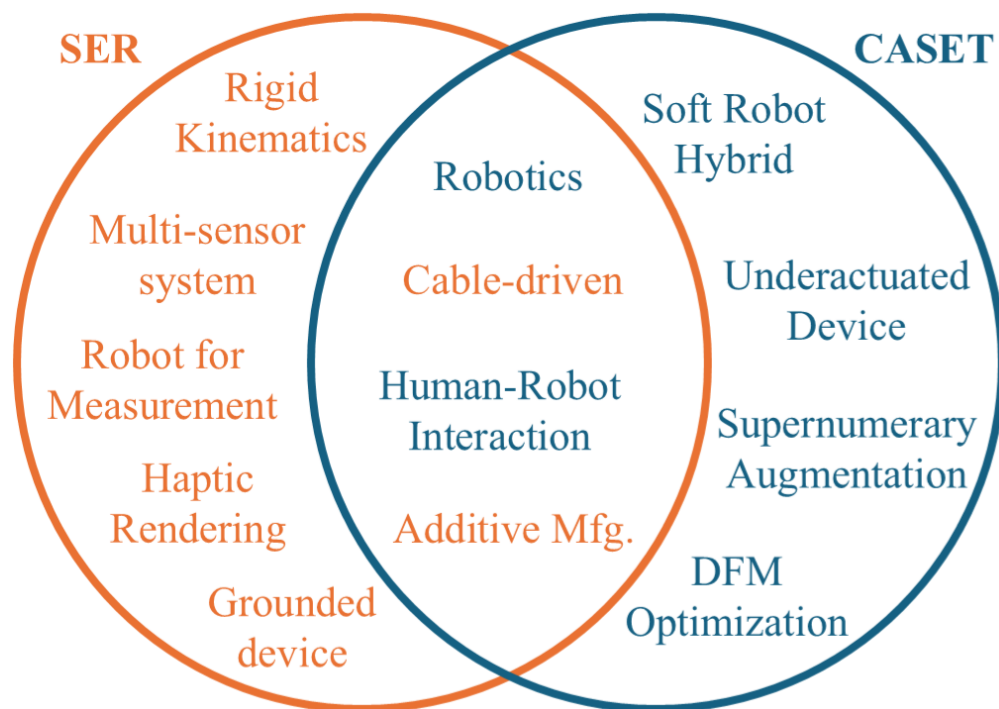 SER
Rigid
Kinematics
Multi-sensor
system
Robot for
Measurement
Haptic
Rendering
Grounded
device
Robotics
Cable-driven
Human-Robot
Interaction
Additive Mfg.
CASET
Soft Robot
Hybrid
Underactuated
Device
Supernumerary
Augmentation
DFM
Optimization